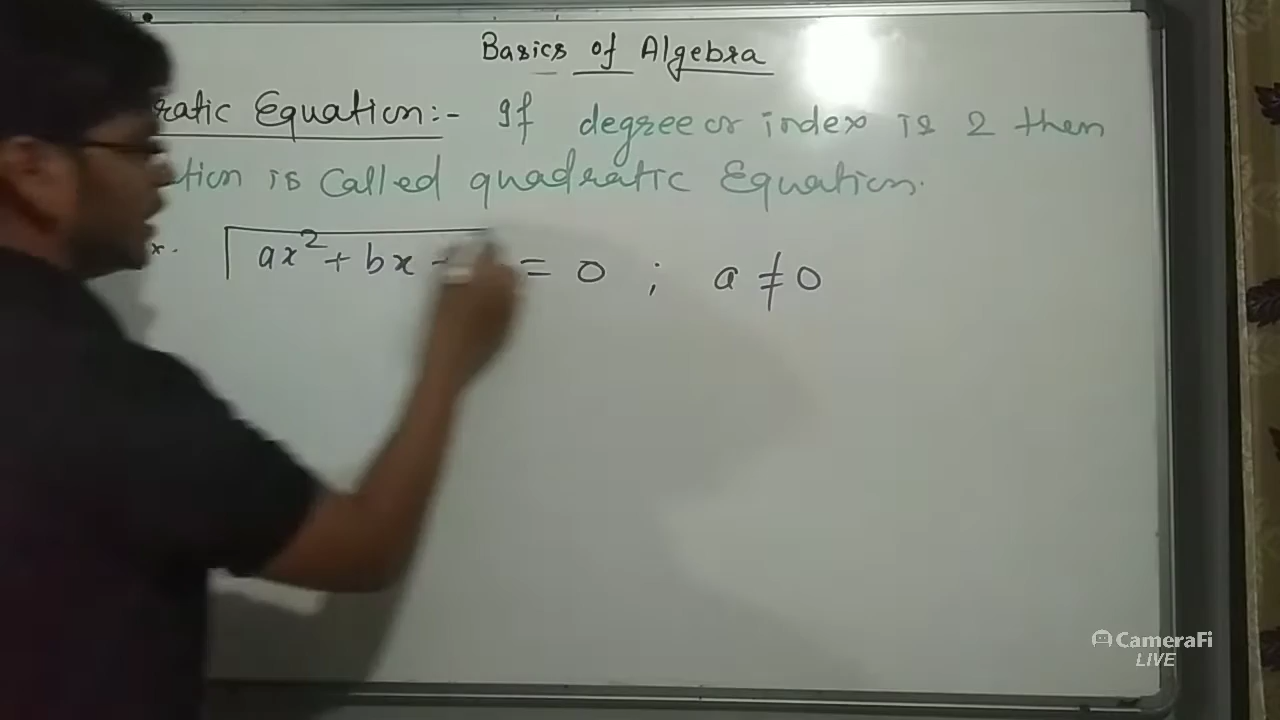 Basics of Algebra
ratic Equation:- If degree or index is 2 then
tion is Called quadratic Equation.
x. ax² + bx = 0 ; a ≠ 0
CameraFi
LIVE